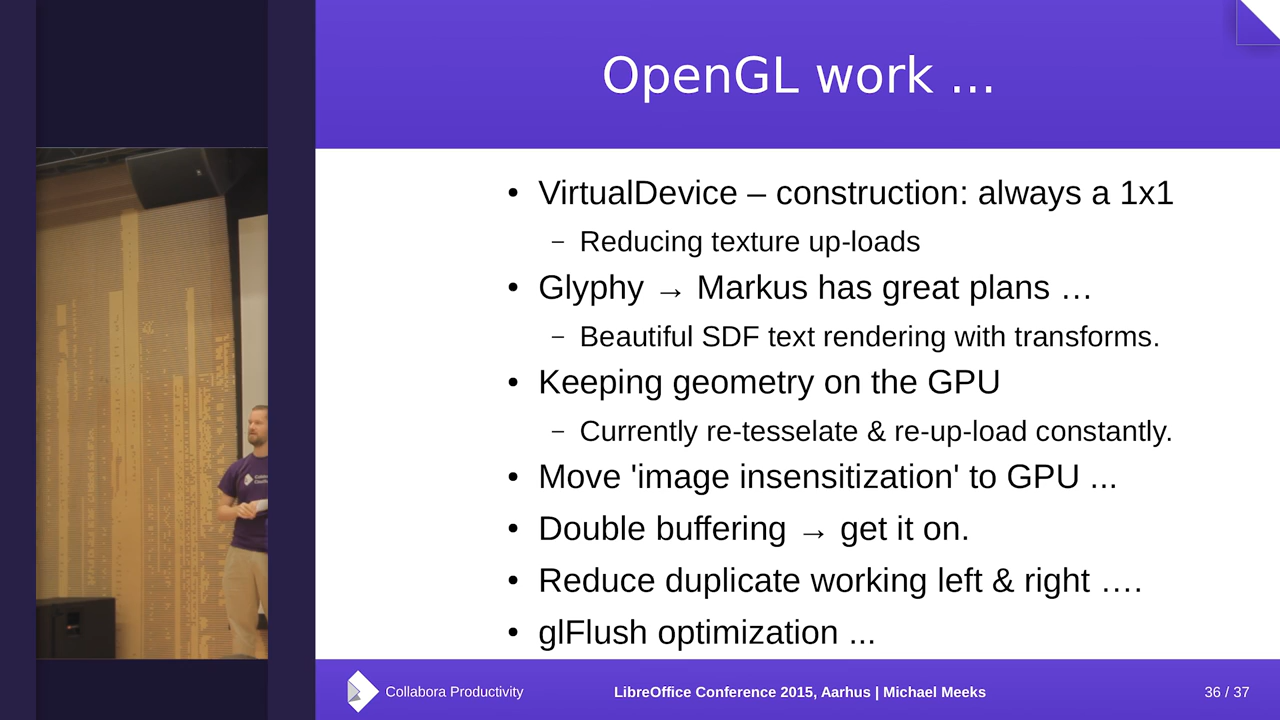 OpenGL work ...
• VirtualDevice – construction: always a 1x1
– Reducing texture up-loads
• Glyphy → Markus has great plans …
– Beautiful SDF text rendering with transforms.
• Keeping geometry on the GPU
– Currently re-tesselate & re-up-load constantly.
• Move 'image insensitization' to GPU ...
• Double buffering → get it on.
• Reduce duplicate working left & right ….
• glFlush optimization ...
Collabora Productivity
LibreOffice Conference 2015, Aarhus | Michael Meeks
36 / 37